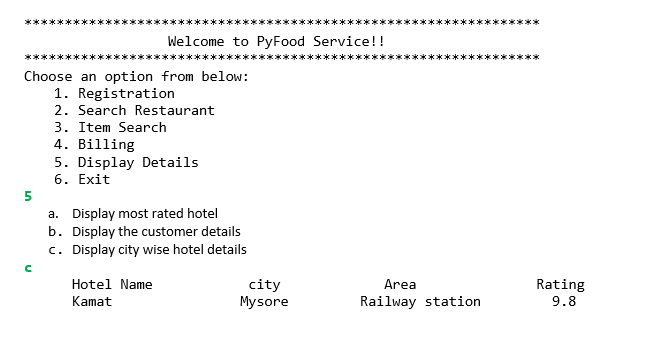 *****************************************************************
Welcome to PyFood Service!!
*****************************************************************
Choose an option from below:
1. Registration
2. Search Restaurant
3. Item Search
4. Billing
5. Display Details
6. Exit
5
a. Display most rated hotel
b. Display the customer details
c. Display city wise hotel details
c
Hotel Name city Area Rating
Kamat Mysore Railway station 9.8